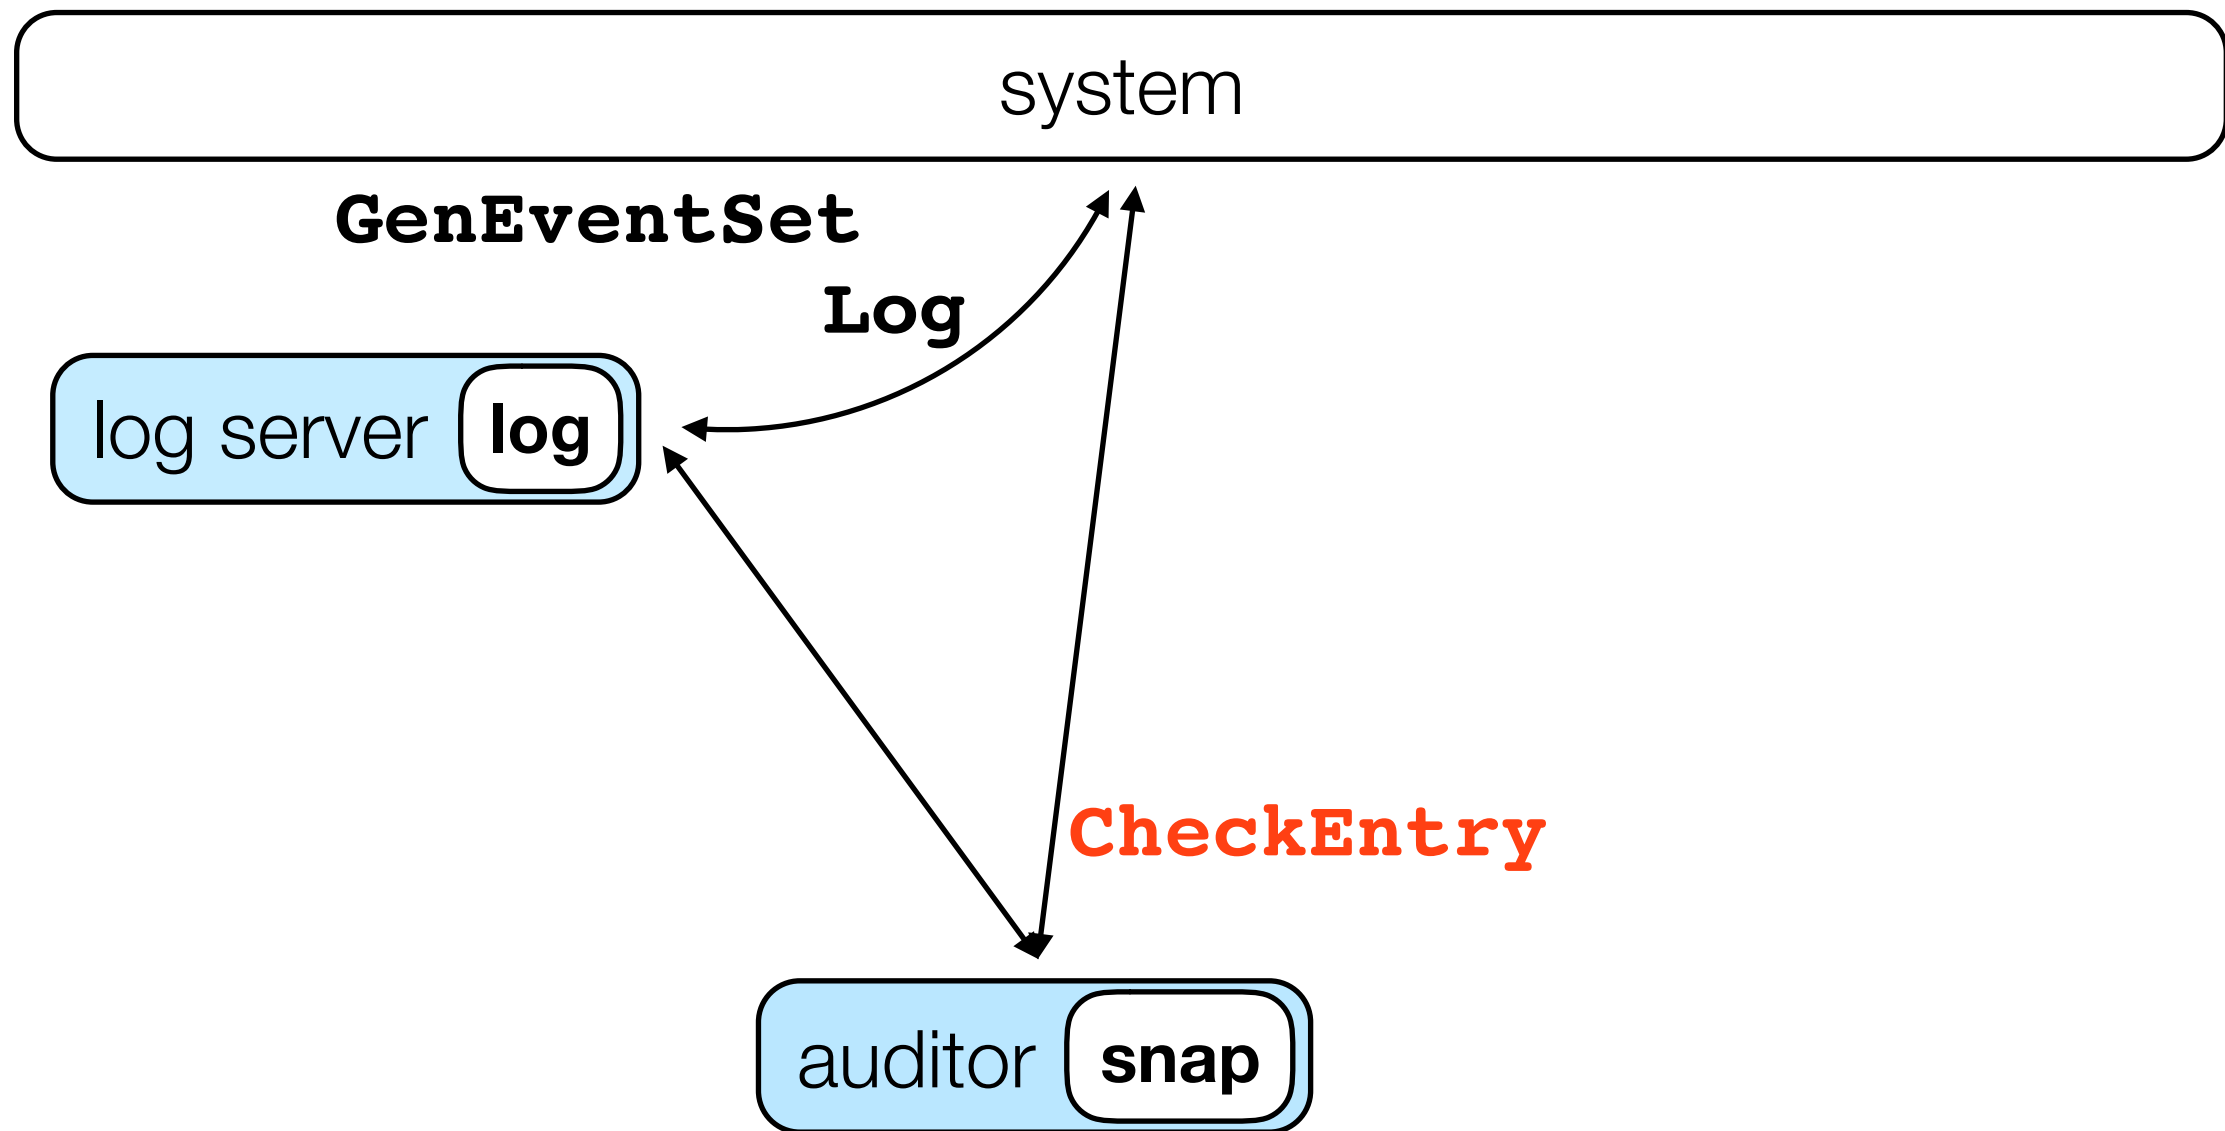 system
GenEventSet
Log
log server log
CheckEntry
auditor snap